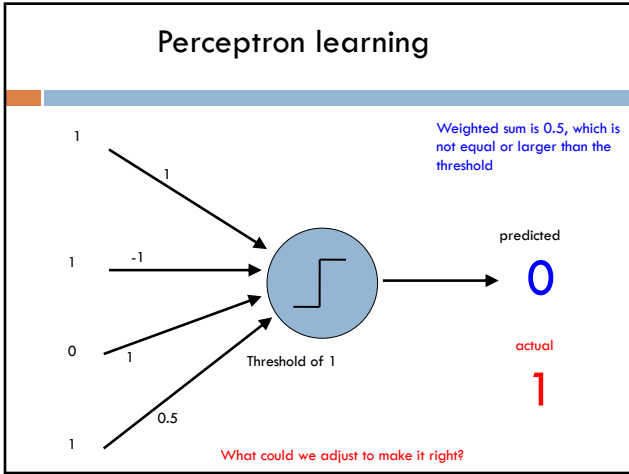 Perceptron learning
Weighted sum is 0.5, which is
not equal or larger than the
threshold
1
1
1
-1
0
1
1
0.5
Threshold of 1
predicted
0
actual
1
What could we adjust to make it right?